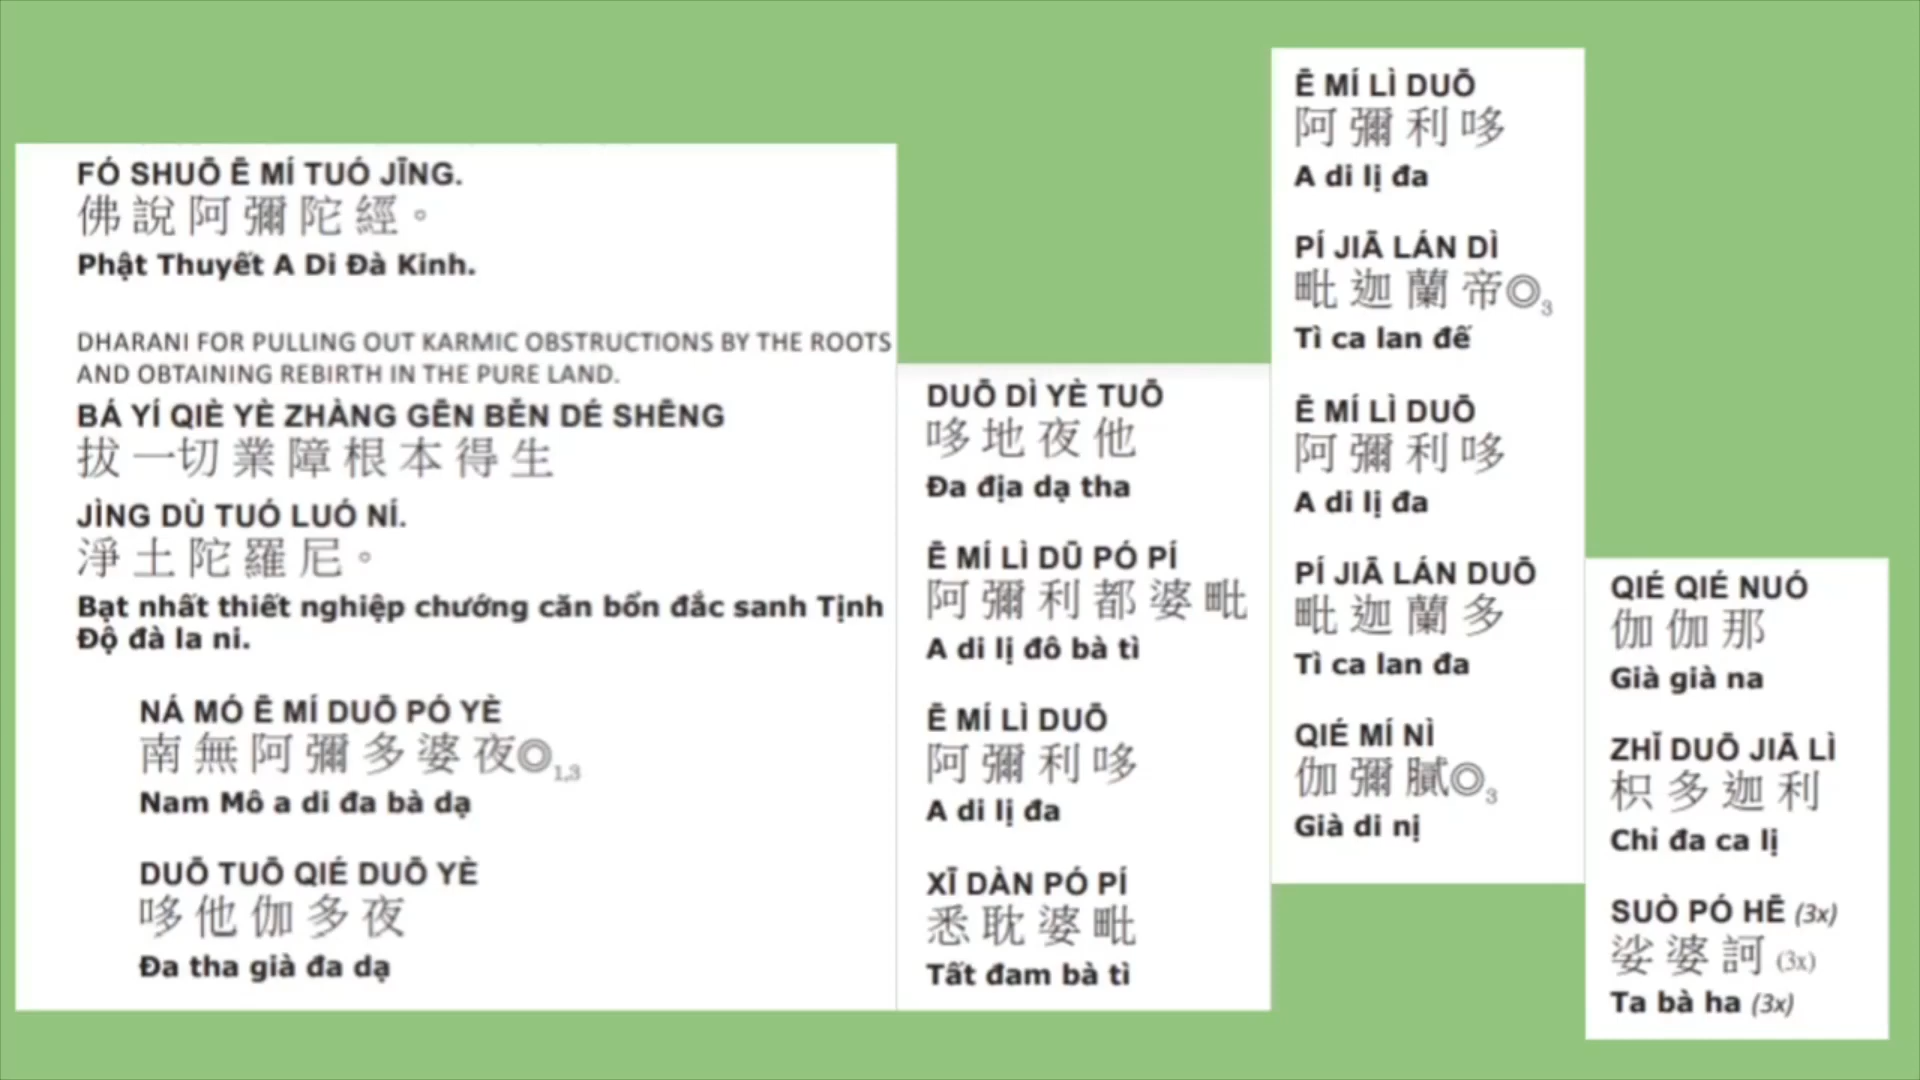 FÓ SHUŌ Ē MÍ TUÓ JĪNG.
佛說阿彌陀經。
Phật Thuyết A Di Đà Kinh.
DHARANI FOR PULLING OUT KARMIC OBSTRUCTIONS BY THE ROOTS
AND OBTAINING REBIRTH IN THE PURE LAND.
BÁ YÍ QIÈ YÈ ZHÀNG GĒN BĚN DÉ SHĒNG
拔一切業障根本得生
JÌNG DÙ TUÓ LUÓ NÍ.
淨土陀羅尼。
Bạt nhất thiết nghiệp chướng căn bổn đắc sanh Tịnh
Độ đà la ni.
NÁ MÓ Ē MÍ DUŌ PÓ YÈ
南無阿彌多婆夜◎1,3
Nam Mô a di đa bà dạ
DUŌ TUŌ QIÉ DUŌ YÈ
哆他伽多夜
Đa tha già đa dạ
DUŌ DÌ YÈ TUŌ
哆地夜他
Đa địa dạ tha
Ē MÍ LÌ DŪ PÓ PÍ
阿彌利都婆毗
A di lị đô bà tì
Ē MÍ LÌ DUŌ
阿彌利哆
A di lị đa
XĪ DÀN PÓ PÍ
悉耽婆毗
Tất đam bà tì
Ē MÍ LÌ DUŌ
阿彌利哆
A di lị đa
PÍ JIĀ LÁN DÌ
毗迦蘭帝◎3
Tì ca lan đế
Ē MÍ LÌ DUŌ
阿彌利哆
A di lị đa
PÍ JIĀ LÁN DUŌ
毗迦蘭多
Tì ca lan đa
QIÉ MÍ NÌ
伽彌膩◎3
Già di nị
QIÉ QIÉ NUÓ
伽伽那
Già già na
ZHǏ DUŌ JIĀ LÌ
枳多迦利
Chỉ đa ca lị
SUŌ PÓ HĒ (3x)
娑婆訶 (3x)
Ta bà ha (3x)